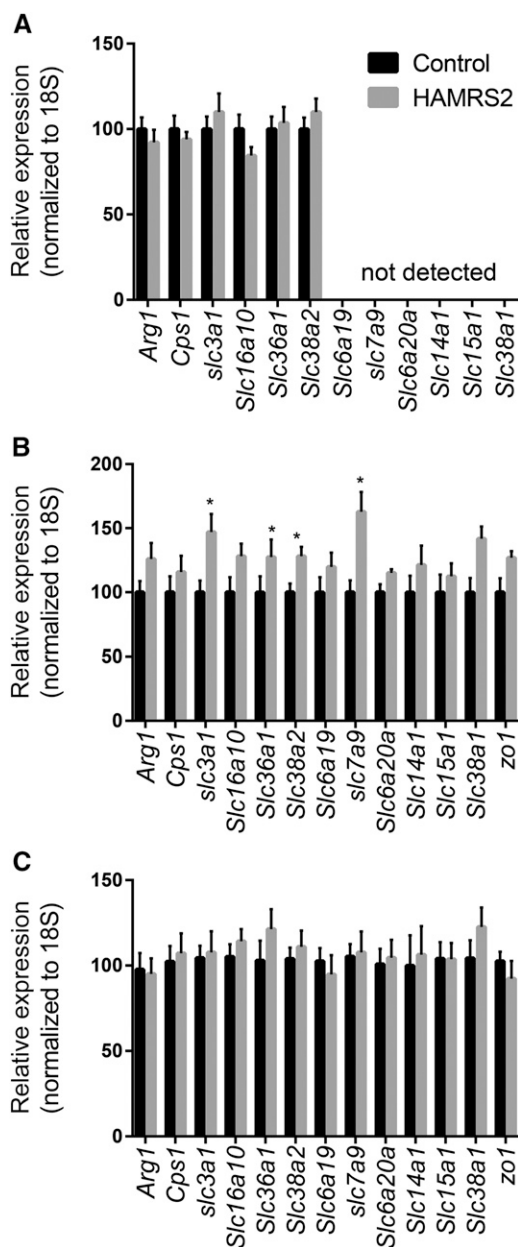 A
Relative expression
(normalized to 18S)
150
100
50
0
Control
HAMRS2
not detected
Arg1
Cps1
slc3a1
Slc16a10
Slc36a1
Slc38a2
Slc6a19
slc7a9
Slc6a20a
Slc14a1
Slc15a1
Slc38a1
B
Relative expression
(normalized to 18S)
200
150
100
50
0
*
*
*
*
Arg1
Cps1
slc3a1
Slc16a10
Slc36a1
Slc38a2
Slc6a19
slc7a9
Slc6a20a
Slc14a1
Slc15a1
Slc38a1
zo1
C
Relative expression
(normalized to 18S)
150
100
50
0
Arg1
Cps1
slc3a1
Slc16a10
Slc36a1
Slc38a2
Slc6a19
slc7a9
Slc6a20a
Slc14a1
Slc15a1
Slc38a1
zo1